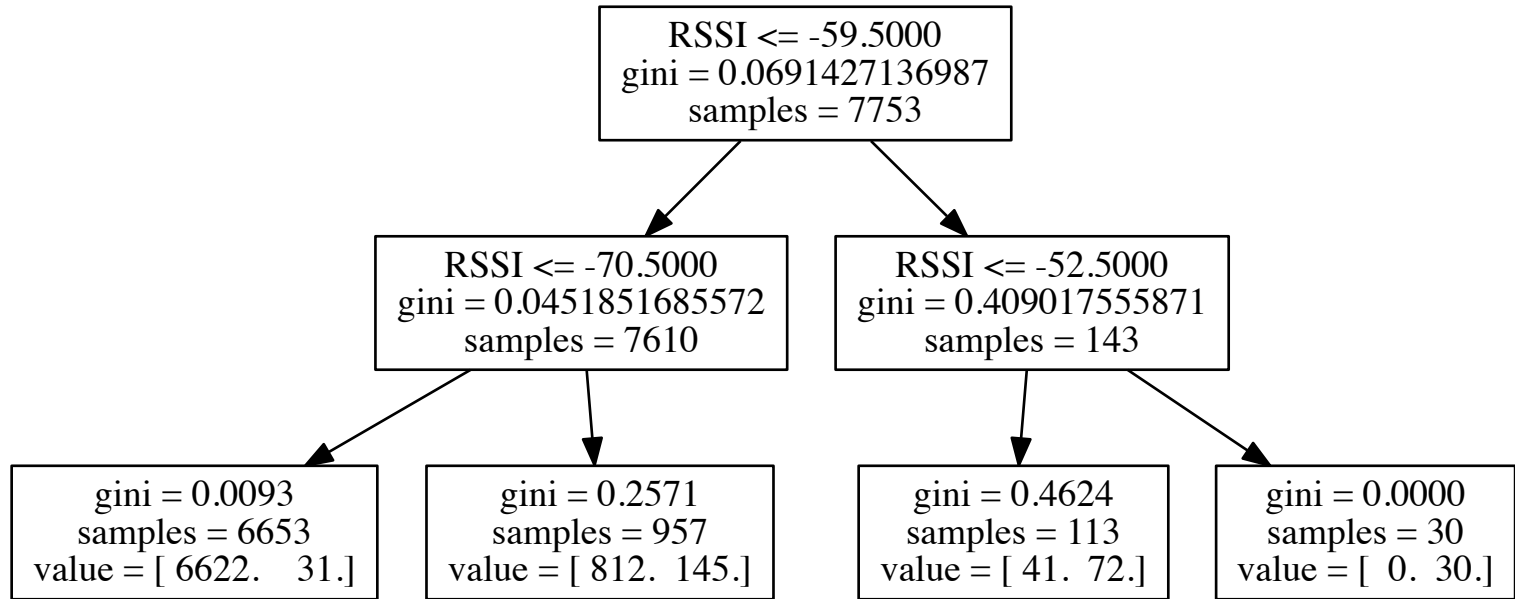 RSSI <= -59.5000
gini = 0.0691427136987
samples = 7753
RSSI <= -70.5000
gini = 0.0451851685572
samples = 7610
RSSI <= -52.5000
gini = 0.409017555871
samples = 143
gini = 0.0093
samples = 6653
value = [ 6622.    31.]
gini = 0.2571
samples = 957
value = [ 812.  145.]
gini = 0.4624
samples = 113
value = [ 41.  72.]
gini = 0.0000
samples = 30
value = [  0.  30.]